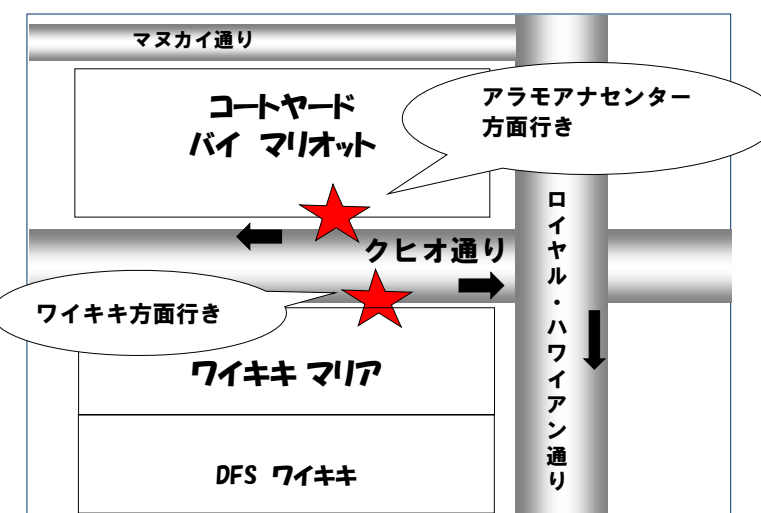 マヌカイ通り
コートヤード
バイ マリオット
アラモアナセンター
方面行き
クヒオ通り
ロイヤル・ハワイアン通り
ワイキキ方面行き
ワイキキ マリア
DFS ワイキキ